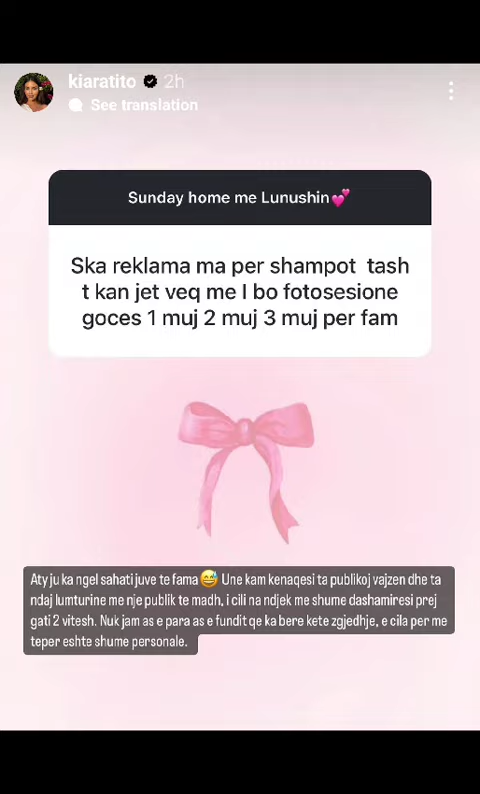 kiaratito 2h
See translation
Sunday home me Lunushin💕
Ska reklama ma per shampot tash
t kan jet veq me I bo fotosesione
goces 1 muj 2 muj 3 muj per fam
Aty ju ka ngel sahati juve te fama 😅 Une kam kenaqesi ta publikoj vajzen dhe ta
ndaj lumturine me nje publik te madh, i cili na ndjek me shume dashamiresi prej
gati 2 vitesh. Nuk jam as e para as e fundit qe ka bere kete zgjedhje, e cila per me
teper eshte shume personale.